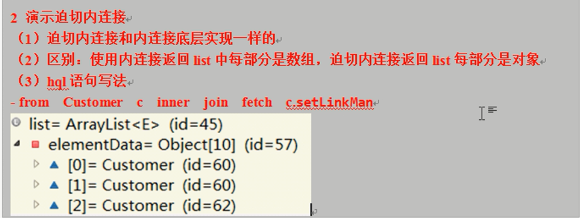 2 演示迫切内连接
（1）迫切内连接和内连接底层实现一样的
（2）区别：使用内连接返回 list 中每部分是数组，迫切内连接返回 list 每部分是对象
（3）hql 语句写法
- from Customer c inner join fetch c.setLinkMan
list= ArrayList<E> (id=45)
elementData= Object[10] (id=57)
[0]= Customer (id=60)
[1]= Customer (id=60)
[2]= Customer (id=62)